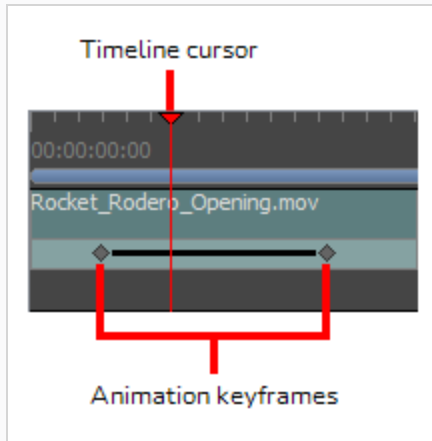 Timeline cursor
00:00:00:00
Rocket_Rodero_Opening.mov
Animation keyframes